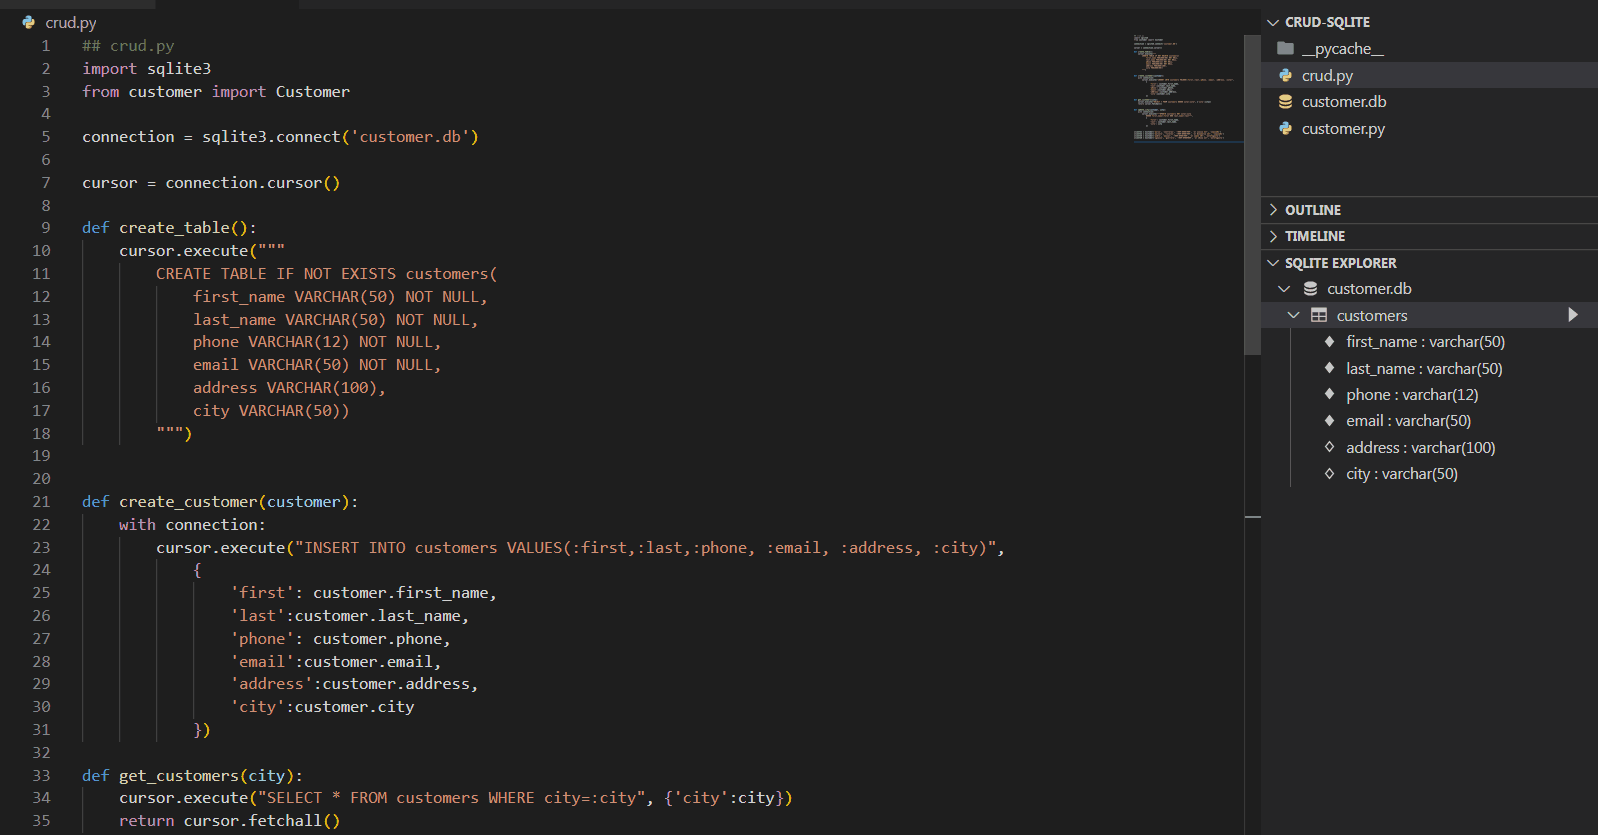 crud.py
1 ## crud.py
2 import sqlite3
3 from customer import Customer
4
5 connection = sqlite3.connect('customer.db')
6
7 cursor = connection.cursor()
8
9 def create_table():
10     cursor.execute("""
11         CREATE TABLE IF NOT EXISTS customers(
12             first_name VARCHAR(50) NOT NULL,
13             last_name VARCHAR(50) NOT NULL,
14             phone VARCHAR(12) NOT NULL,
15             email VARCHAR(50) NOT NULL,
16             address VARCHAR(100),
17             city VARCHAR(50))
18         """)
19
20
21 def create_customer(customer):
22     with connection:
23         cursor.execute("INSERT INTO customers VALUES(:first,:last,:phone, :email, :address, :city)",
24             {
25                 'first': customer.first_name,
26                 'last':customer.last_name,
27                 'phone': customer.phone,
28                 'email':customer.email,
29                 'address':customer.address,
30                 'city':customer.city
31             })
32
33 def get_customers(city):
34     cursor.execute("SELECT * FROM customers WHERE city=:city", {'city':city})
35     return cursor.fetchall()
CRUD-SQLITE
__pycache__
crud.py
customer.db
customer.py
OUTLINE
TIMELINE
SQLITE EXPLORER
customer.db
customers
first_name : varchar(50)
last_name : varchar(50)
phone : varchar(12)
email : varchar(50)
address : varchar(100)
city : varchar(50)